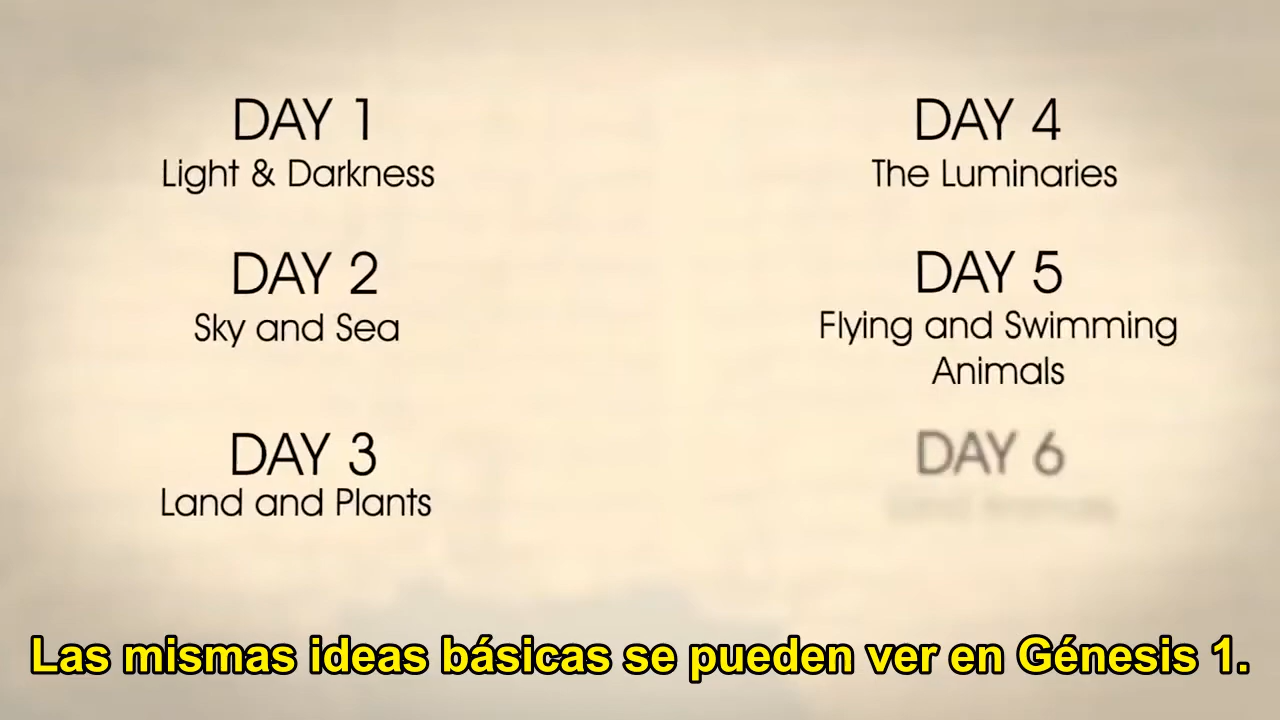 DAY 1
Light & Darkness
DAY 2
Sky and Sea
DAY 3
Land and Plants
DAY 4
The Luminaries
DAY 5
Flying and Swimming
Animals
DAY 6
Las mismas ideas básicas se pueden ver en Génesis 1.